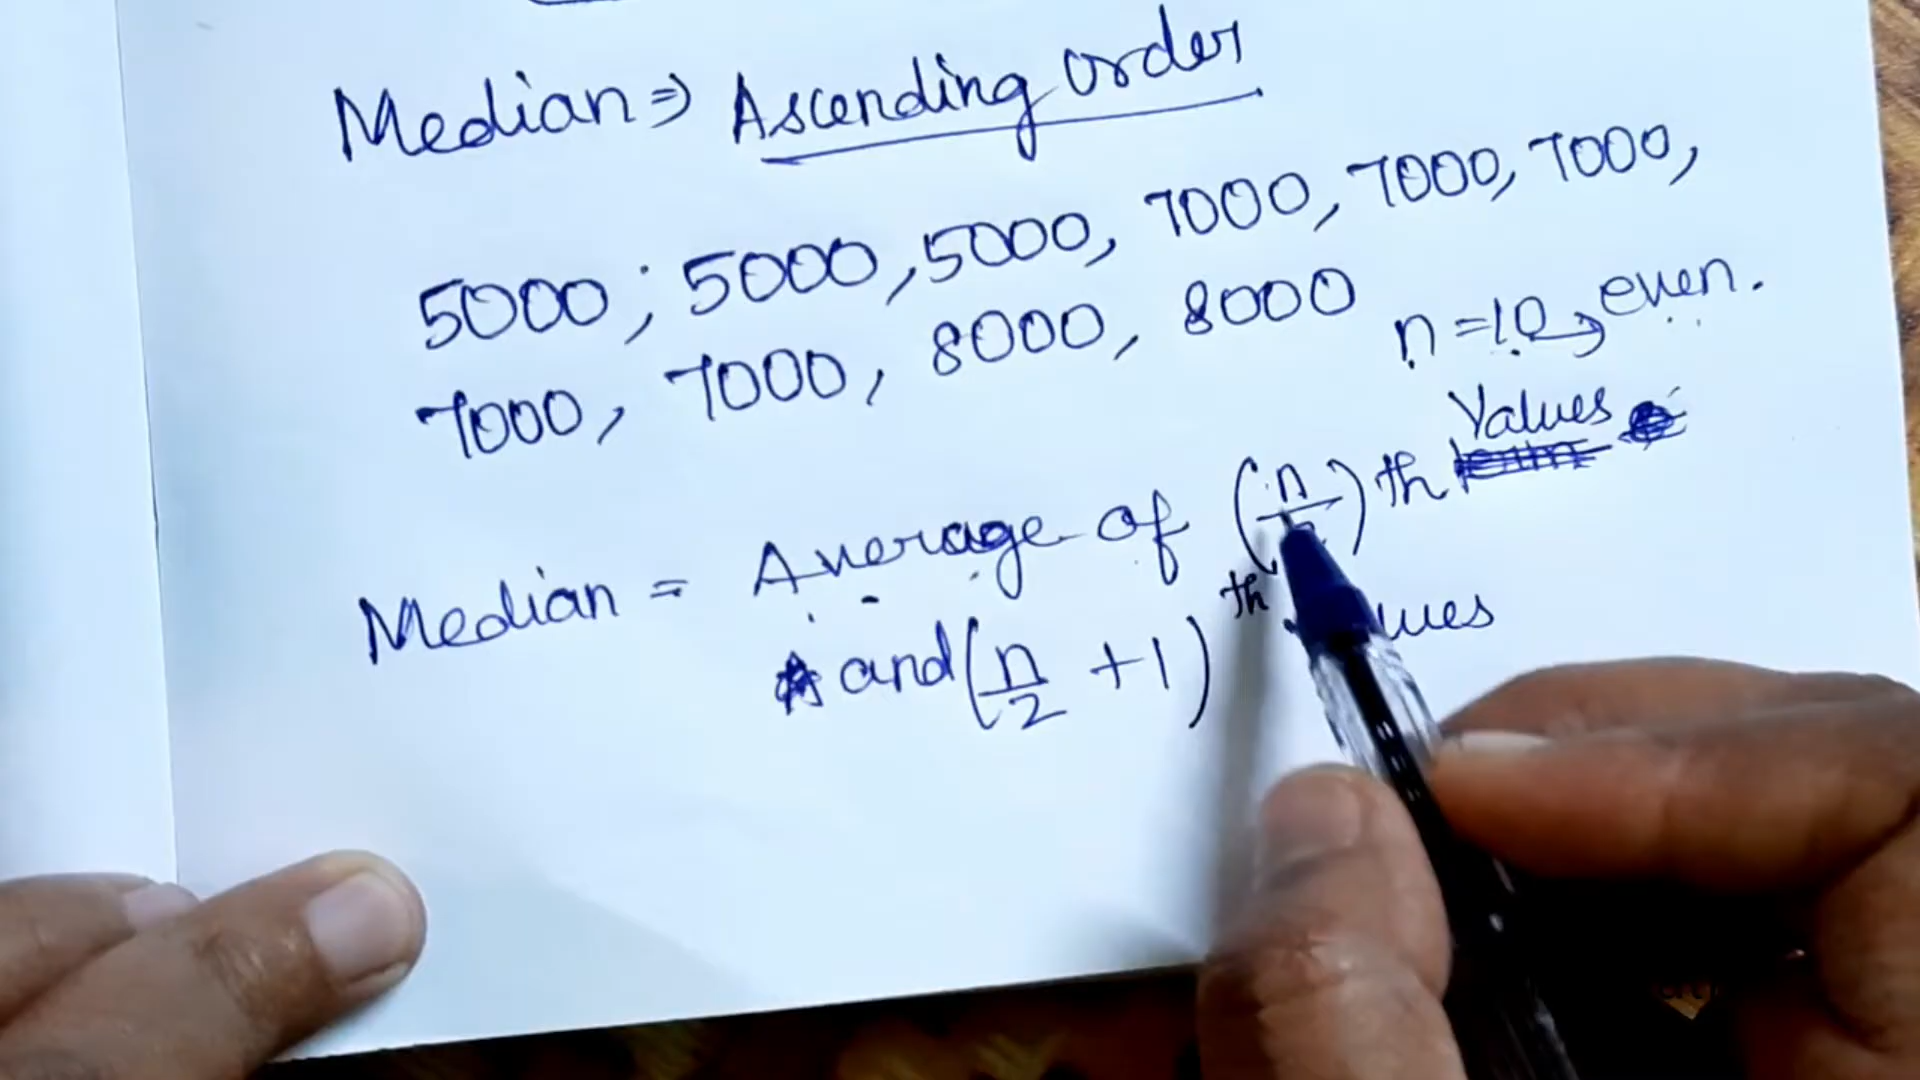 Median ⇒ Ascending order
5000, 5000, 5000, 7000, 7000, 7000,
7000, 7000, 8000, 8000
n = 10 → even.
Values
Median = Average of (n/2) th
and (n/2 + 1) th